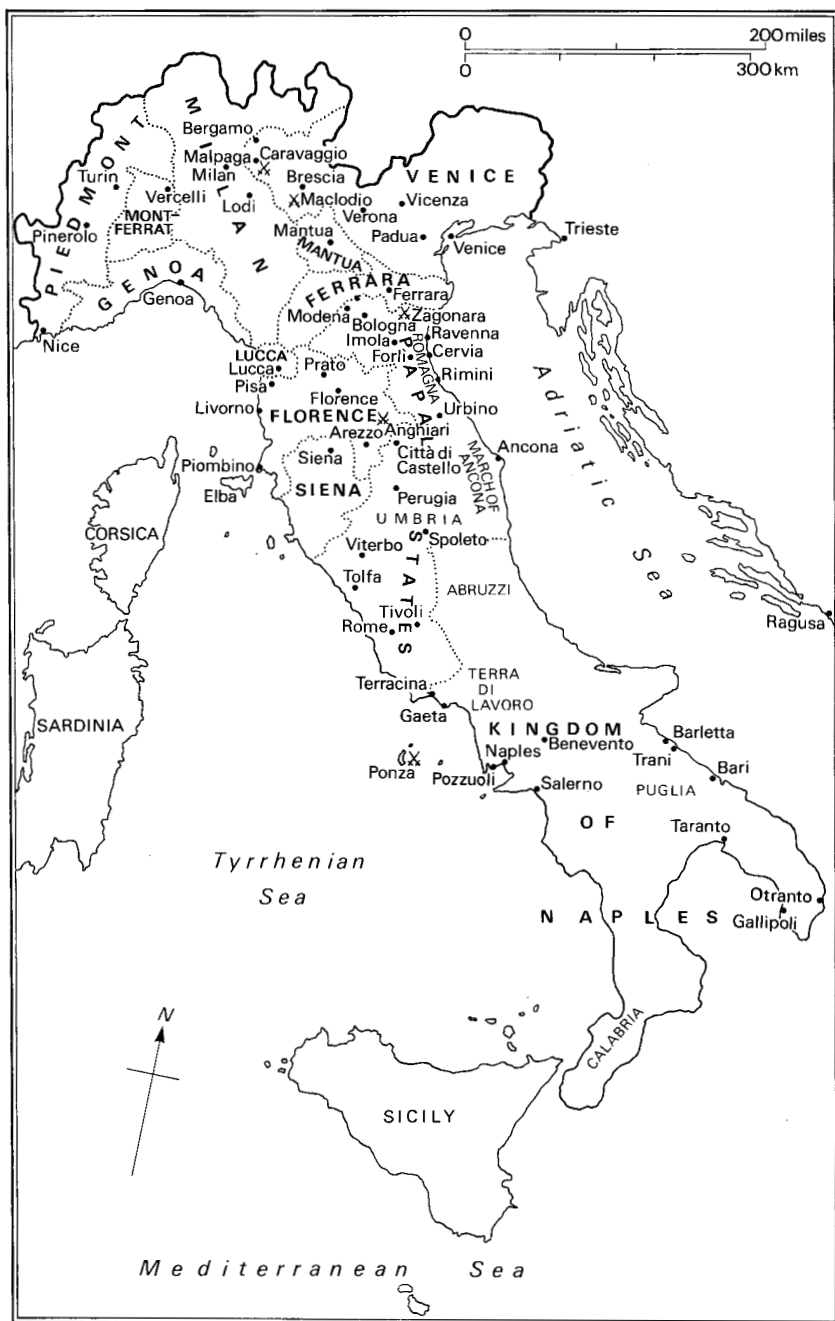 0 200 miles
0 300 km
PIEDMONT
MILAN
Bergamo
Malpaga
Caravaggio
Milan
Brescia
VENICE
Turin
Vercelli
Lodi
Maclodio
Vicenza
MONT-
FERRAT
Verona
Pinerolo
Mantua
MANTUA
Padua
Venice
Trieste
GENOA
Genoa
FERRARA
Ferrara
Modena
Bologna
Zagonara
Nice
Imola
Ravenna
Forli
ROMAGNA
Cervia
LUCCA
Lucca
Prato
Rimini
Pisa
Florence
Livorno
FLORENCE
Urbino
PAPAL
Arezzo
Anghiari
Siena
Città di
Castello
Ancona
MARCH OF
ANCONA
Piombino
Elba
SIENA
Perugia
Adriatic Sea
CORSICA
UMBRIA
Spoleto
STATES
Viterbo
Tolfa
ABRUZZI
Tivoli
Rome
Ragusa
SARDINIA
Terracina
TERRA
DI
LAVORO
Gaeta
KINGDOM
Barletta
Naples
Benevento
Trani
Ponza
Pozzuoli
Bari
Salerno
PUGLIA
OF
Taranto
Tyrrhenian
Sea
Otranto
NAPLES
Gallipoli
N
CALABRIA
SICILY
Mediterranean Sea